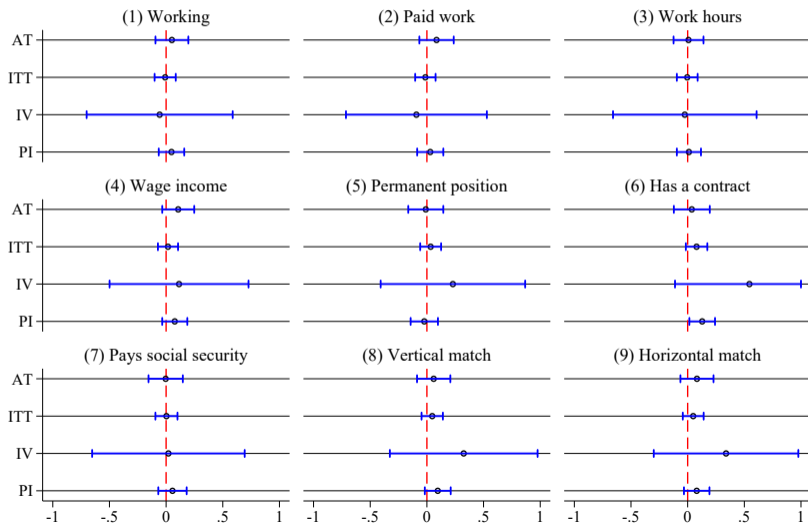 (1) Working (2) Paid work (3) Work hours
AT
ITT
IV
PI
(4) Wage income (5) Permanent position (6) Has a contract
AT
ITT
IV
PI
(7) Pays social security (8) Vertical match (9) Horizontal match
AT
ITT
IV
PI
-1 -.5 0 .5 1 -1 -.5 0 .5 1 -1 -.5 0 .5 1